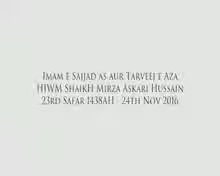 Imam E Sajjad as aur Tarveej e Aza
HIWM Shaikh Mirza Askari Hussain
23rd Safar 1438AH - 24th Nov 2016